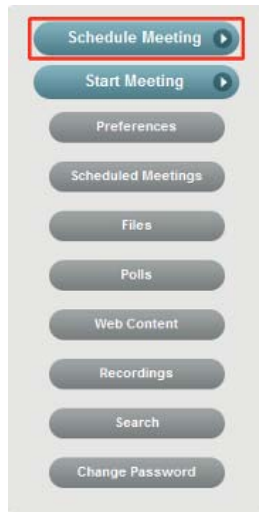 Schedule Meeting
Start Meeting
Preferences
Scheduled Meetings
Files
Polls
Web Content
Recordings
Search
Change Password